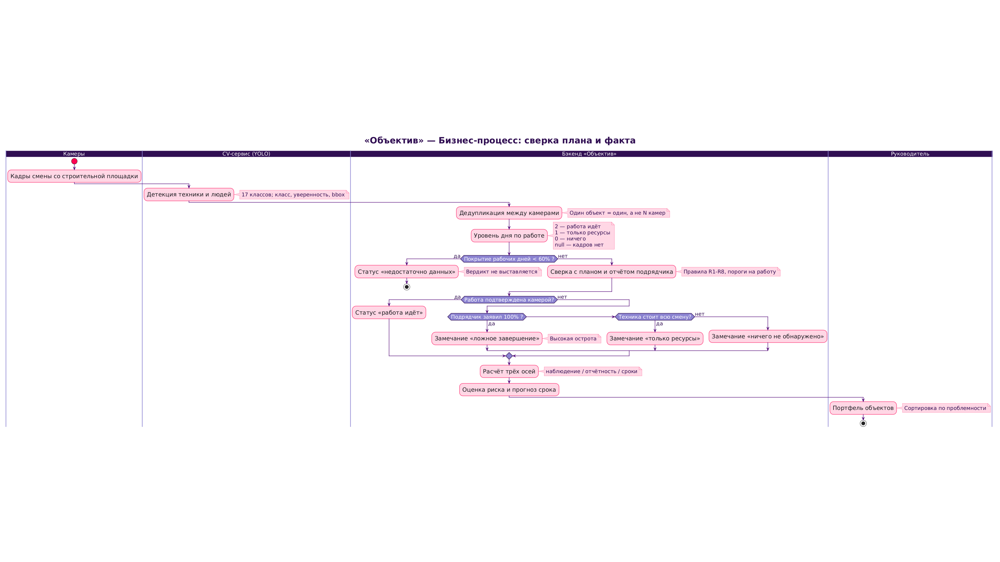 «Объектив» — Бизнес-процесс: сверка плана и факта
Камеры
CV-сервис (YOLO)
Бэкенд «Объектив»
Руководитель
Кадры смены со строительной площадки
Детекция техники и людей
17 классов; класс, уверенность, bbox
Дедупликация между камерами
Один объект = один, а не N камер
Уровень дня по работе
2 — работа идёт
1 — только ресурсы
0 — ничего
null — кадров нет
да
Покрытие рабочих дней < 60% ?
нет
Статус «недостаточно данных»
Вердикт не выставляется
Сверка с планом и отчётом подрядчика
Правила R1-R8, пороги на работу
да
Работа подтверждена камерой?
нет
Статус «работа идёт»
Подрядчик заявил 100% ?
Техника стоит всю смену?
нет
да
да
Замечание «ложное завершение»
Высокая острота
Замечание «только ресурсы»
Замечание «ничего не обнаружено»
Расчёт трёх осей
наблюдение / отчётность / сроки
Оценка риска и прогноз срока
Портфель объектов
Сортировка по проблемности